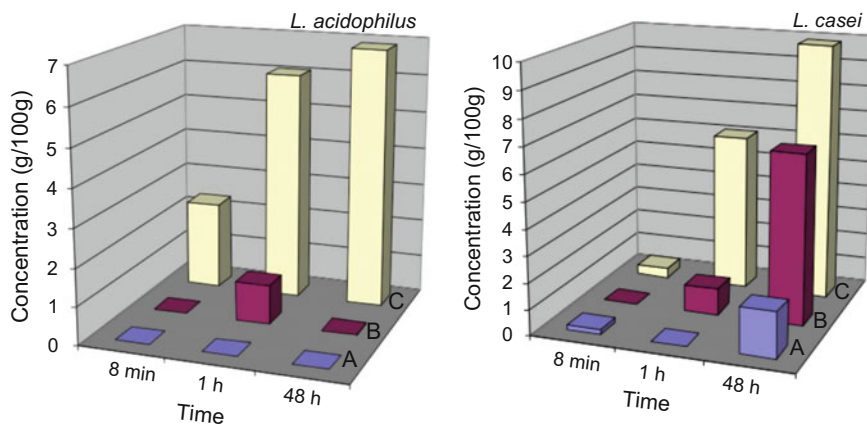 L. acidophilus
Concentration (g/100g)
7
6
5
4
3
2
1
0
8 min
1 h
48 h
Time
A
B
C
L. casei
Concentration (g/100g)
10
9
8
7
6
5
4
3
2
1
0
8 min
1 h
48 h
Time
A
B
C